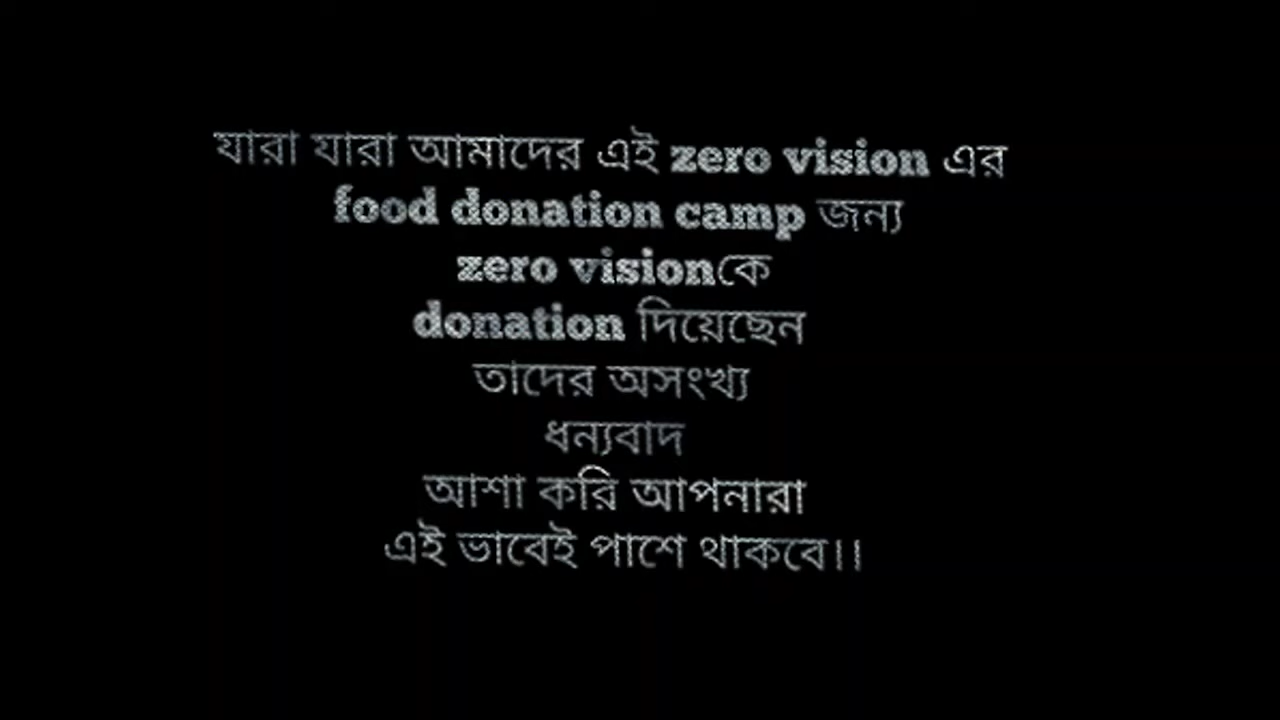 যারা যারা আমাদের এই zero vision এর
food donation camp জন্য
zero visionকে
donation দিয়েছেন
তাদের অসংখ্য
ধন্যবাদ
আশা করি আপনারা
এই ভাবেই পাশে থাকবে।।